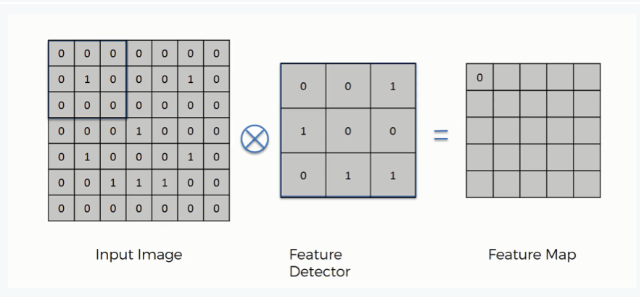 0 0 0 0 0 0 0
0 1 0 0 0 1 0
0 0 0 0 0 0 0
0 0 0 1 0 0 0
0 1 0 0 0 1 0
0 0 1 1 1 0 0
0 0 0 0 0 0 0
0 0 1
1 0 0
0 1 1
=
0
Input Image
Feature
Detector
Feature Map